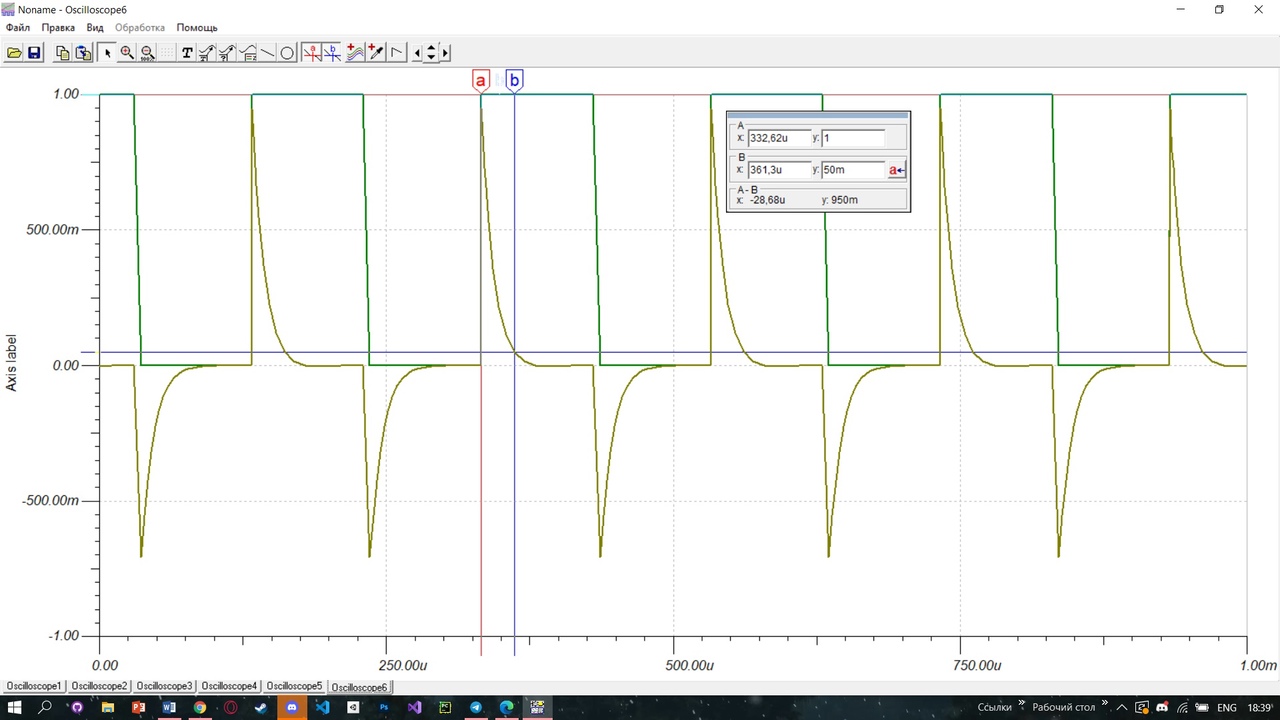 Noname - Oscilloscope6
Файл Правка Вид Обработка Помощь
a b
1.00
500.00m
0.00
-500.00m
-1.00
Axis label
0.00 250.00u 500.00u 750.00u 1.00m
A
x: 332,62u y: 1
B
x: 361,3u y: 50m a
A - B
x: -28,68u y: 950m
Oscilloscope1 Oscilloscope2 Oscilloscope3 Oscilloscope4 Oscilloscope5 Oscilloscope6
Ссылки » Рабочий стол » ENG 18:39